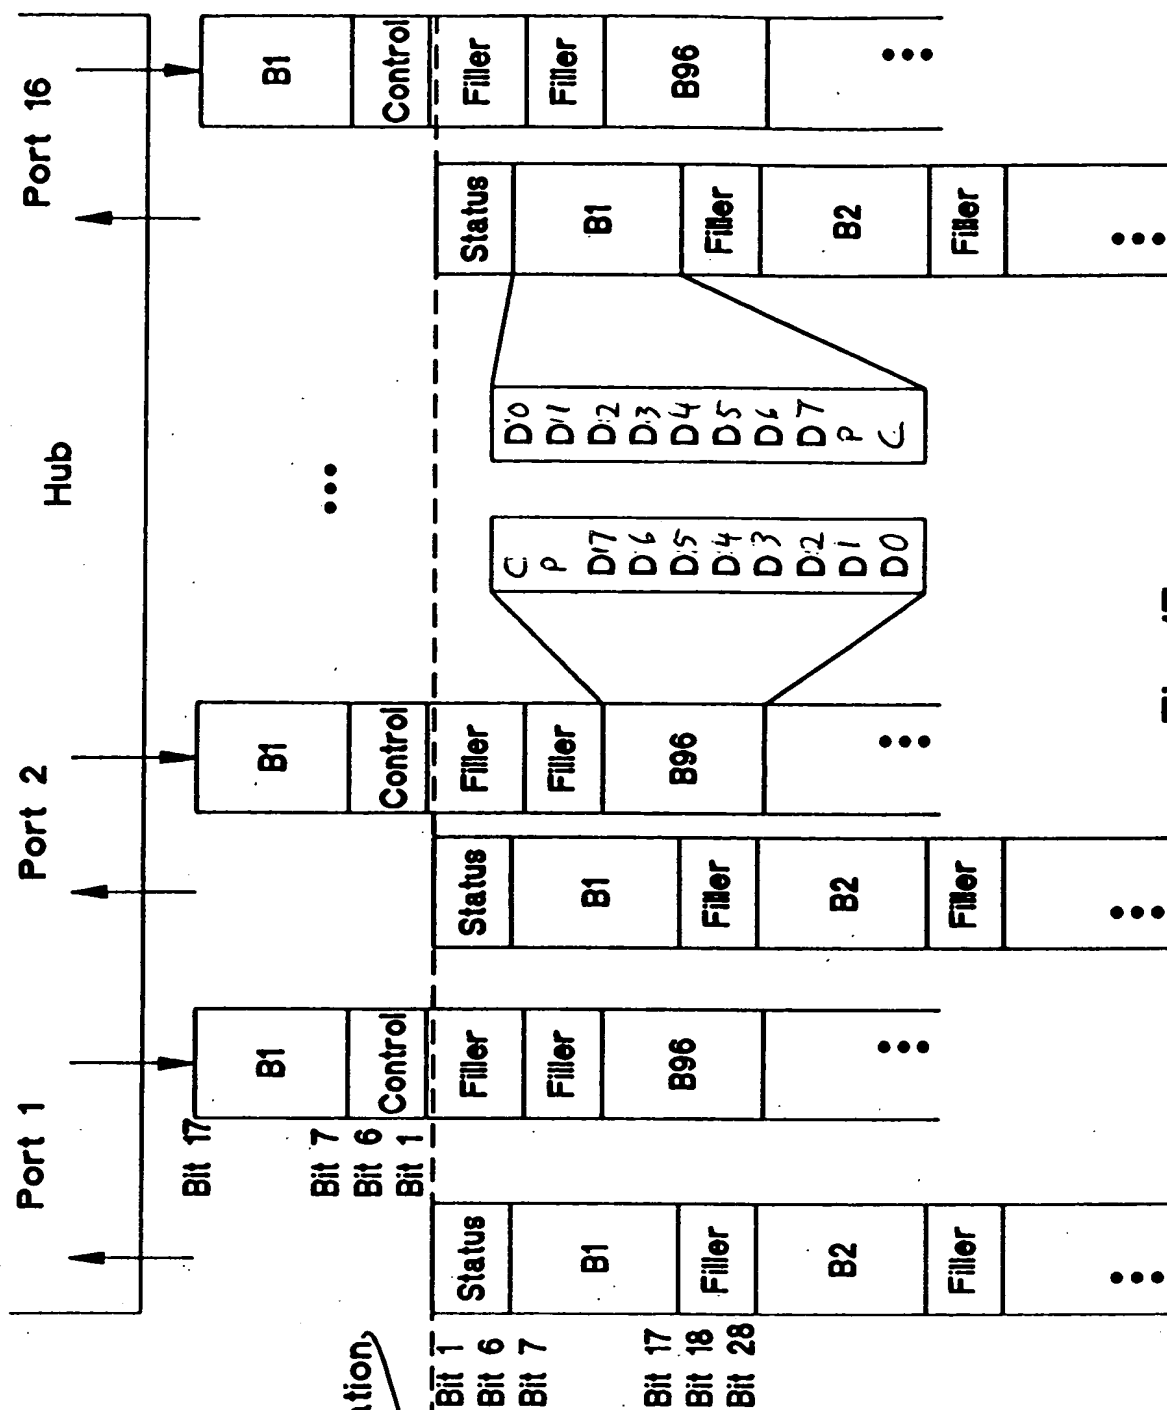 Hub
Port 1
Port 2
Port 16
B1
Control
Filler
Filler
B96
B1
Control
Filler
Filler
B96
B1
Control
Filler
Filler
B96
Bit 17
Bit 7
Bit 6
Bit 1
Status
B1
Filler
B2
Filler
Status
B1
Filler
B2
Filler
Status
B1
Filler
B2
Filler
Bit 1
Bit 6
Bit 7
Bit 17
Bit 18
Bit 28
C
P
D7
D6
D5
D4
D3
D2
D1
D0
D0
D1
D2
D3
D4
D5
D6
D7
P
C